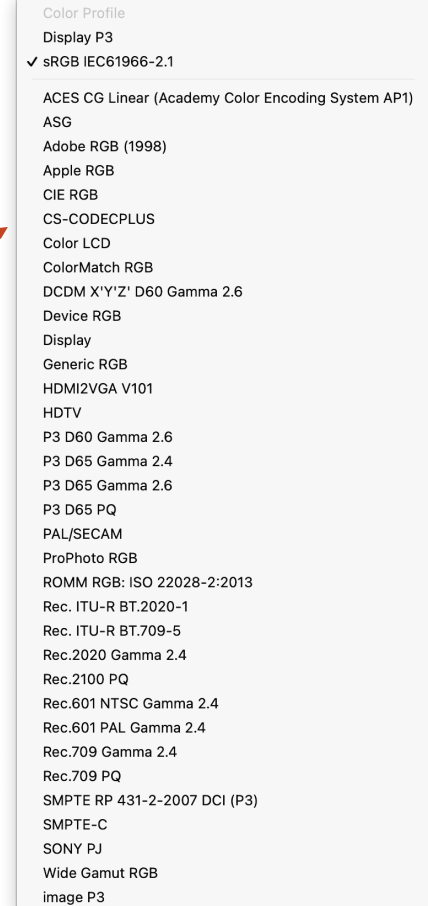 Color Profile
Display P3
✓ sRGB IEC61966-2.1
ACES CG Linear (Academy Color Encoding System AP1)
ASG
Adobe RGB (1998)
Apple RGB
CIE RGB
CS-CODECPLUS
Color LCD
ColorMatch RGB
DCDM X'Y'Z' D60 Gamma 2.6
Device RGB
Display
Generic RGB
HDMI2VGA V101
HDTV
P3 D60 Gamma 2.6
P3 D65 Gamma 2.4
P3 D65 Gamma 2.6
P3 D65 PQ
PAL/SECAM
ProPhoto RGB
ROMM RGB: ISO 22028-2:2013
Rec. ITU-R BT.2020-1
Rec. ITU-R BT.709-5
Rec.2020 Gamma 2.4
Rec.2100 PQ
Rec.601 NTSC Gamma 2.4
Rec.601 PAL Gamma 2.4
Rec.709 Gamma 2.4
Rec.709 PQ
SMPTE RP 431-2-2007 DCI (P3)
SMPTE-C
SONY PJ
Wide Gamut RGB
image P3